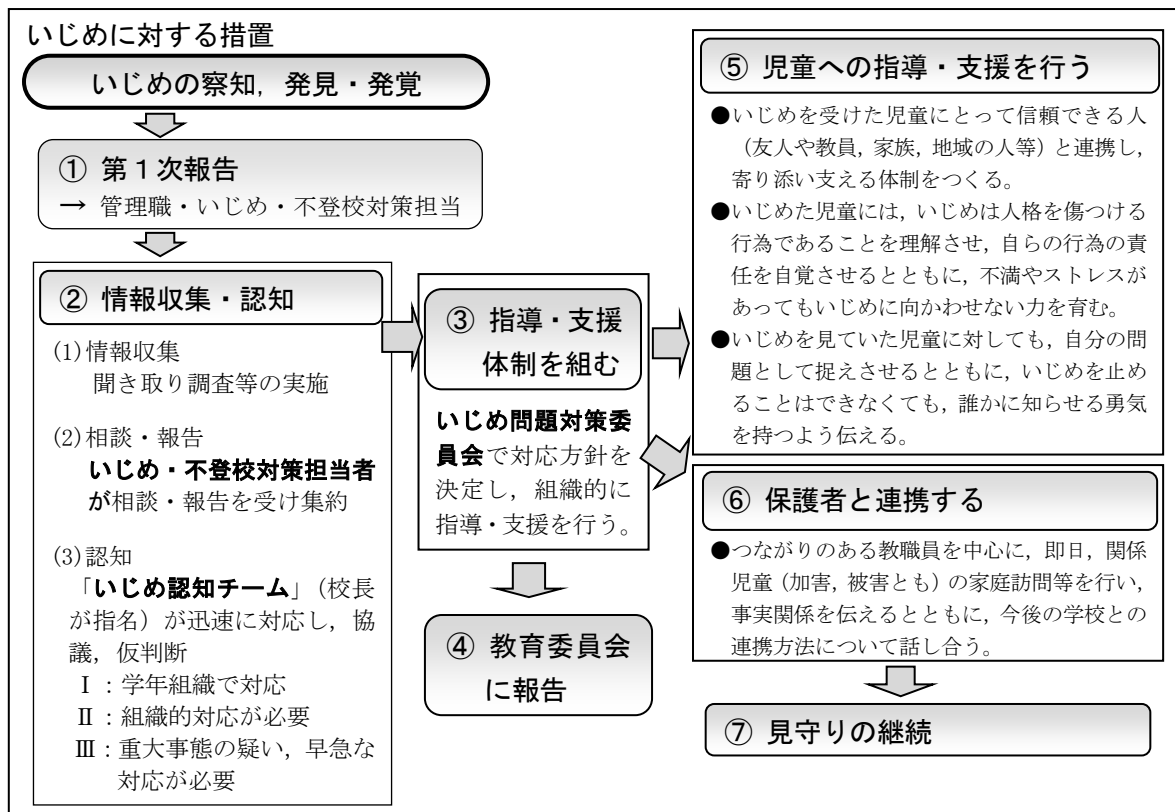 いじめに対する措置
いじめの察知，発見・発覚
① 第１次報告
→ 管理職・いじめ・不登校対策担当
② 情報収集・認知
(1)情報収集
聞き取り調査等の実施
(2)相談・報告
いじめ・不登校対策担当者
が相談・報告を受け集約
(3)認知
「いじめ認知チーム」（校長
が指名）が迅速に対応し，協
議，仮判断
Ⅰ：学年組織で対応
Ⅱ：組織的対応が必要
Ⅲ：重大事態の疑い，早急な
対応が必要
③ 指導・支援
体制を組む
いじめ問題対策委
員会で対応方針を
決定し，組織的に
指導・支援を行う。
④ 教育委員会
に報告
⑤ 児童への指導・支援を行う
●いじめを受けた児童にとって信頼できる人
（友人や教員，家族，地域の人等）と連携し，
寄り添い支える体制をつくる。
●いじめた児童には，いじめは人格を傷つける
行為であることを理解させ，自らの行為の責
任を自覚させるとともに，不満やストレスが
あってもいじめに向かわせない力を育む。
●いじめを見ていた児童に対しても，自分の問
題として捉えさせるとともに，いじめを止め
ることはできなくても，誰かに知らせる勇気
を持つよう伝える。
⑥ 保護者と連携する
●つながりのある教職員を中心に，即日，関係
児童（加害，被害とも）の家庭訪問等を行い，
事実関係を伝えるとともに，今後の学校との
連携方法について話し合う。
⑦ 見守りの継続